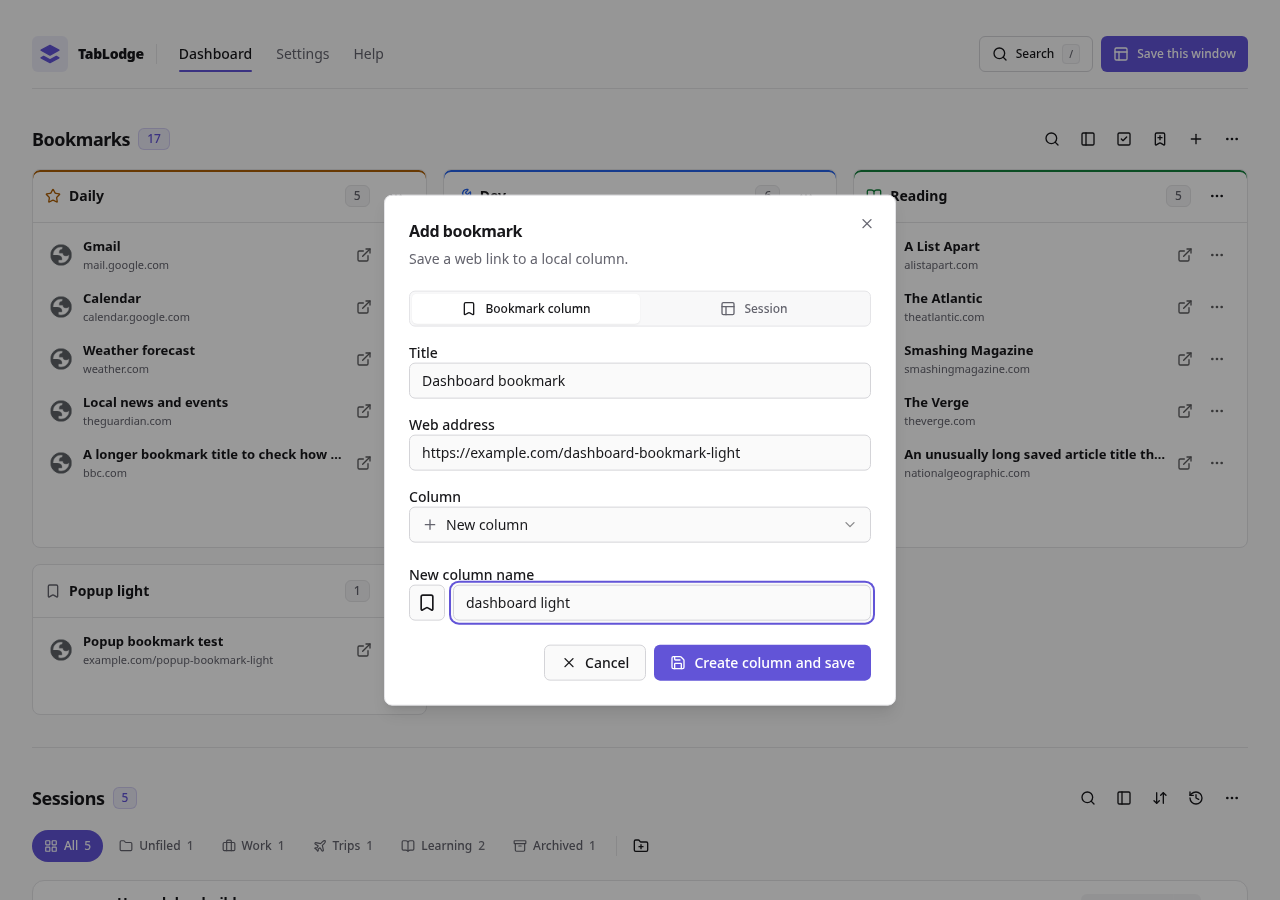 TabLodge
Dashboard
Settings
Help
Search /
Save this window
Bookmarks 17
Daily 5
Gmail
mail.google.com
Calendar
calendar.google.com
Weather forecast
weather.com
Local news and events
theguardian.com
A longer bookmark title to check how ...
bbc.com
Reading 5
A List Apart
alistapart.com
The Atlantic
theatlantic.com
Smashing Magazine
smashingmagazine.com
The Verge
theverge.com
An unusually long saved article title th...
nationalgeographic.com
Popup light 1
Popup bookmark test
example.com/popup-bookmark-light
Add bookmark
Save a web link to a local column.
Bookmark column
Session
Title
Dashboard bookmark
Web address
https://example.com/dashboard-bookmark-light
Column
New column
New column name
dashboard light
Cancel
Create column and save
Sessions 5
All 5
Unfiled 1
Work 1
Trips 1
Learning 2
Archived 1